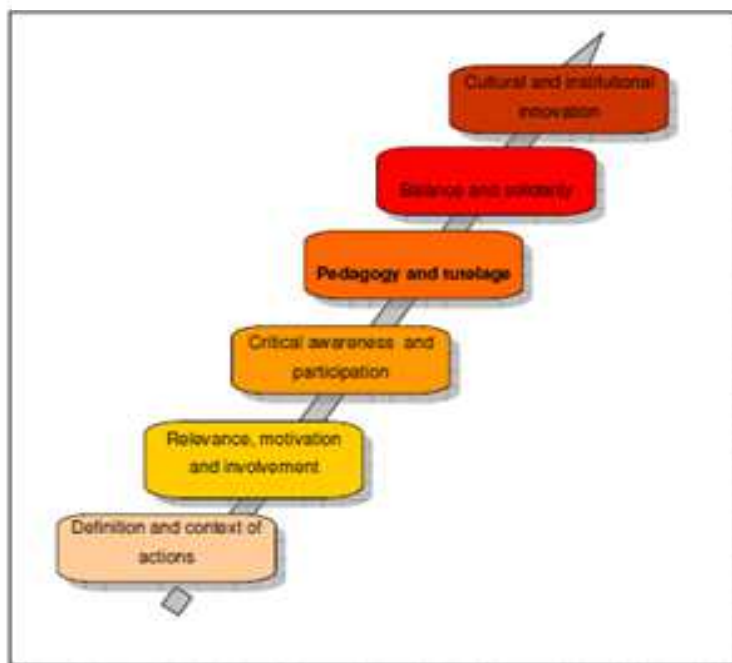 Cultural and institutional
innovation
Balance and solidarity
Pedagogy and tutelage
Critical awareness and
participation
Relevance, motivation
and involvement
Definition and context of
actions